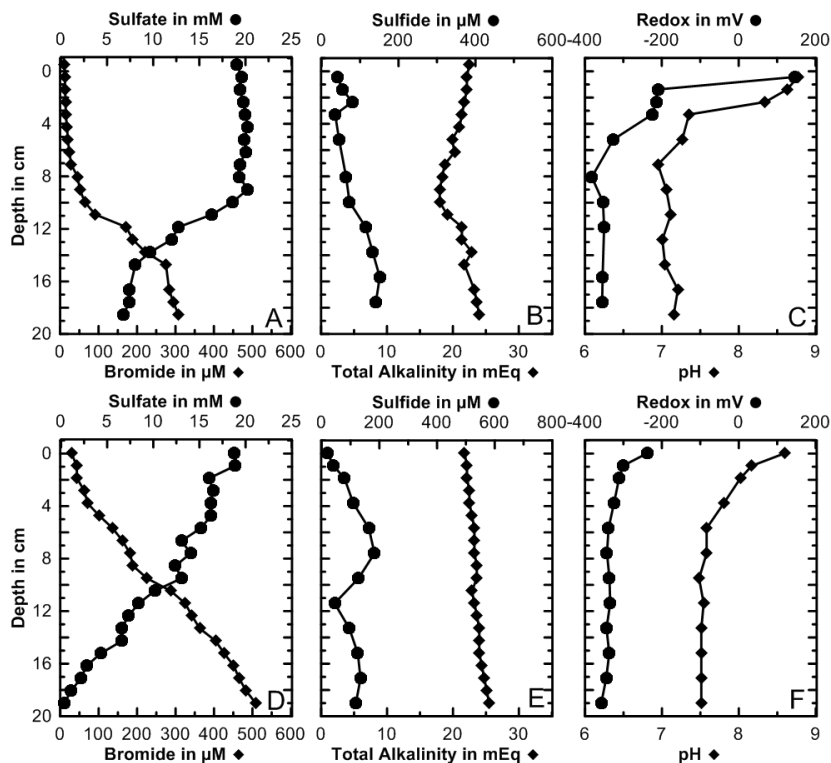 Sulfate in mM
Sulfide in µM
Redox in mV
0 5 10 15 20 25
0 200 400 600
-400 -200 0 200
Depth in cm
0
4
8
12
16
20
A
B
C
0 100 200 300 400 500 600
0 10 20 30
6 7 8 9
Bromide in µM
Total Alkalinity in mEq
pH
Sulfate in mM
Sulfide in µM
Redox in mV
0 5 10 15 20 25
0 200 400 600 800
-400 -200 0 200
Depth in cm
0
4
8
12
16
20
D
E
F
0 100 200 300 400 500 600
0 10 20 30
6 7 8 9
Bromide in µM
Total Alkalinity in mEq
pH